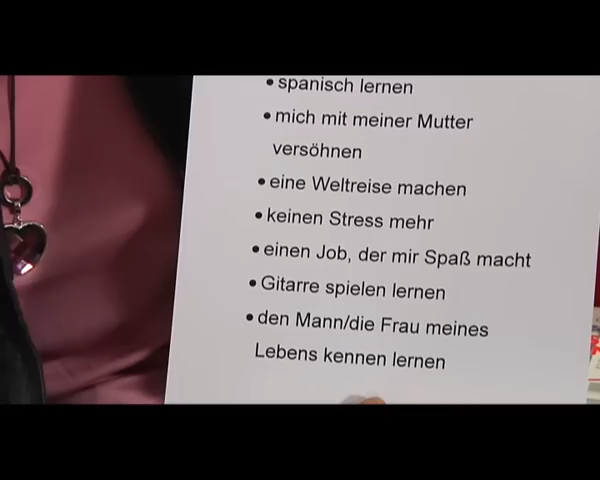 • spanisch lernen
• mich mit meiner Mutter
versöhnen
• eine Weltreise machen
• keinen Stress mehr
• einen Job, der mir Spaß macht
• Gitarre spielen lernen
• den Mann/die Frau meines
Lebens kennen lernen